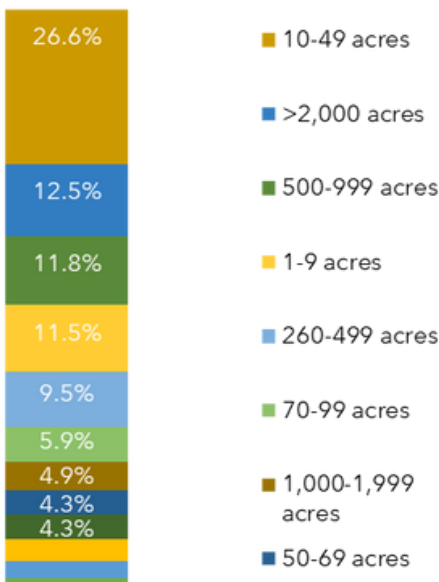 26.6%
12.5%
11.8%
11.5%
9.5%
5.9%
4.9%
4.3%
4.3%
10-49 acres
>2,000 acres
500-999 acres
1-9 acres
260-499 acres
70-99 acres
1,000-1,999
acres
50-69 acres